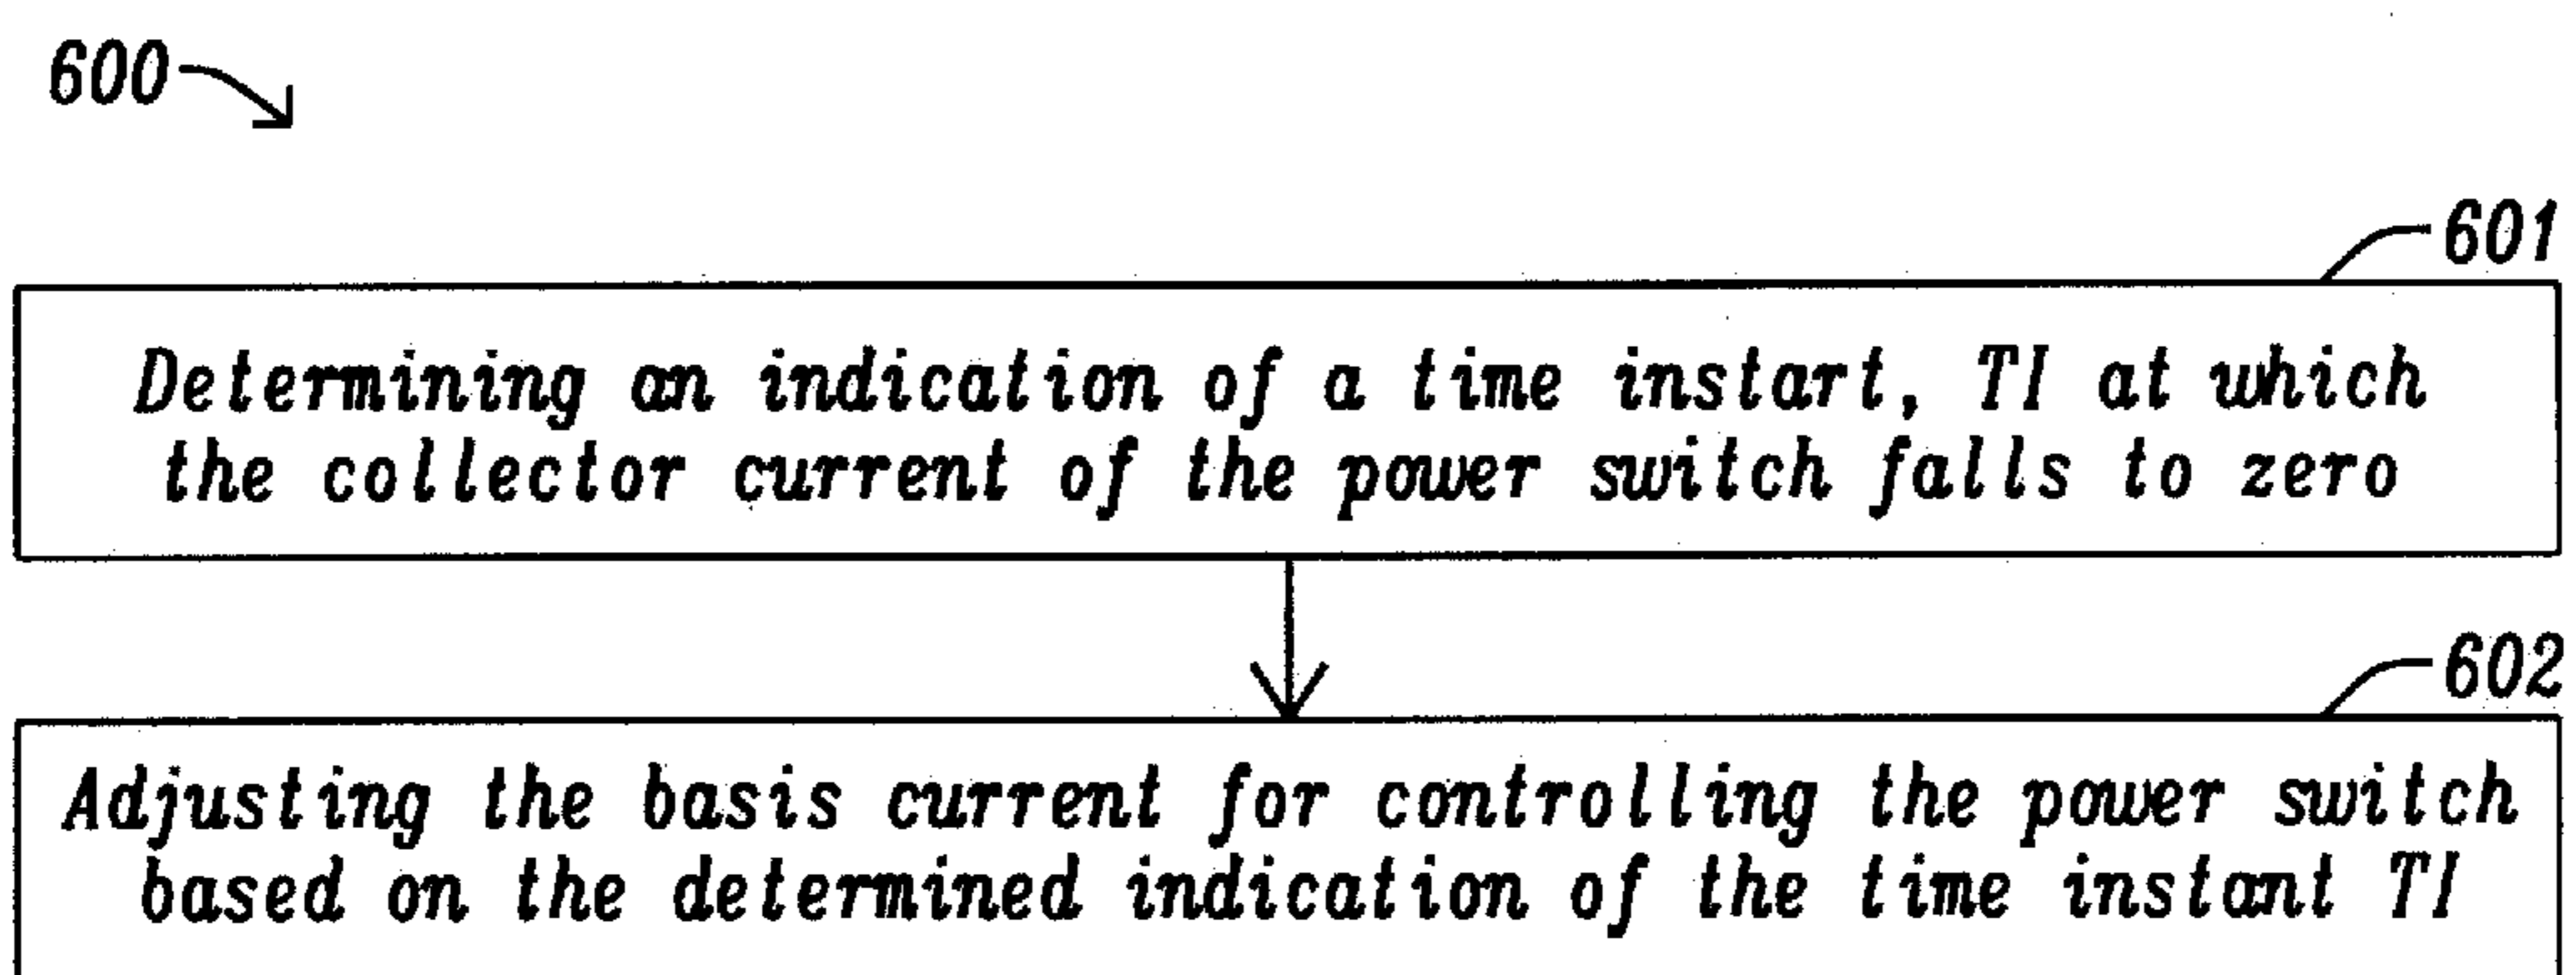 600
601
Determining an indication of a time instart, TI at which
the collector current of the power switch falls to zero
602
Adjusting the basis current for controlling the power switch
based on the determined indication of the time instant TI